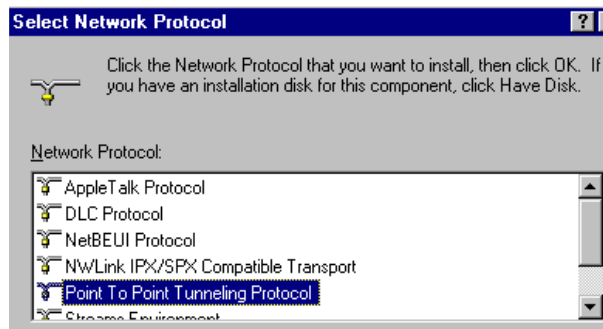 Select Network Protocol
?
Click the Network Protocol that you want to install, then click OK. If
you have an installation disk for this component, click Have Disk.
Network Protocol:
AppleTalk Protocol
DLC Protocol
NetBEUI Protocol
NWLink IPX/SPX Compatible Transport
Point To Point Tunneling Protocol
Streams Environment